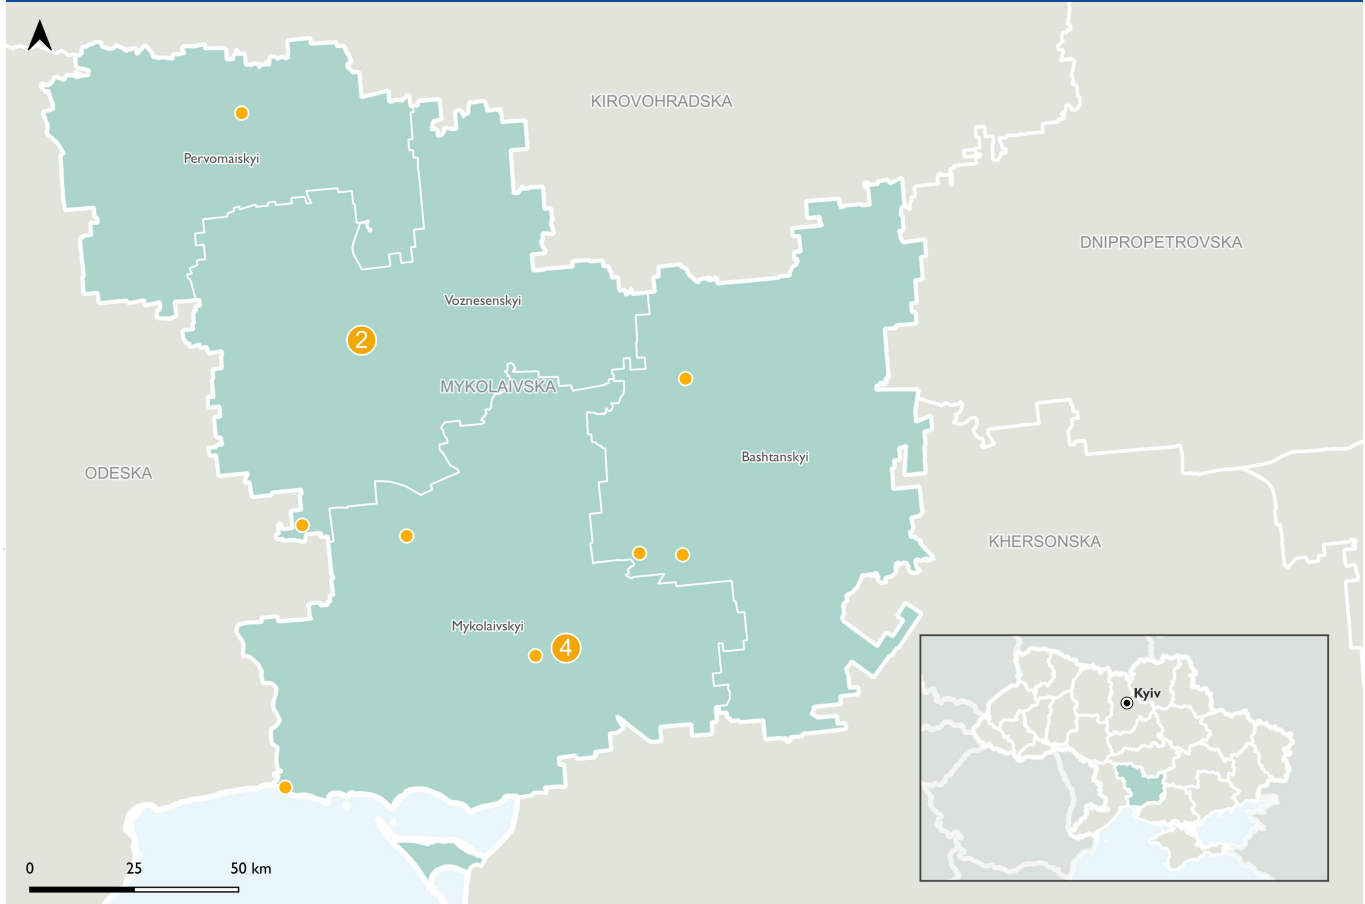 KIROVOHRADSKA
Pervomaiskyi
DNIPROPETROVSKA
Voznesenskyi
2
MYKOLAIVSKA
Bashtanskyi
ODESKA
KHERSONSKA
Mykolaivskyi
4
Kyiv
0 25 50 km